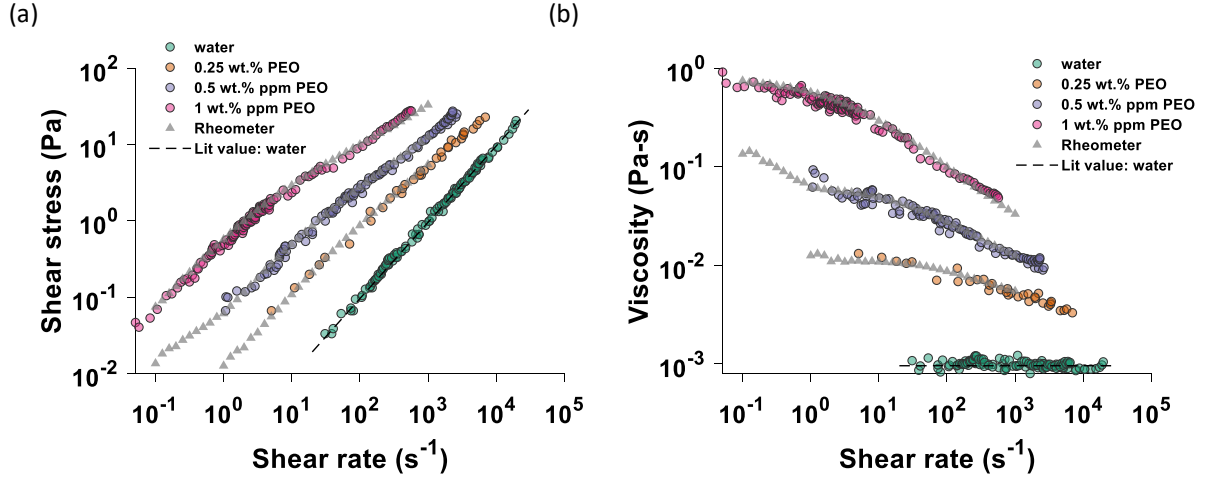 (a)
water
0.25 wt.% PEO
0.5 wt.% ppm PEO
1 wt.% ppm PEO
Rheometer
Lit value: water
Shear stress (Pa)
10^2
10^1
10^0
10^-1
10^-2
10^-1 10^0 10^1 10^2 10^3 10^4 10^5
Shear rate (s^-1)
(b)
water
0.25 wt.% PEO
0.5 wt.% ppm PEO
1 wt.% ppm PEO
Rheometer
Lit value: water
Viscosity (Pa-s)
10^0
10^-1
10^-2
10^-3
10^-1 10^0 10^1 10^2 10^3 10^4 10^5
Shear rate (s^-1)